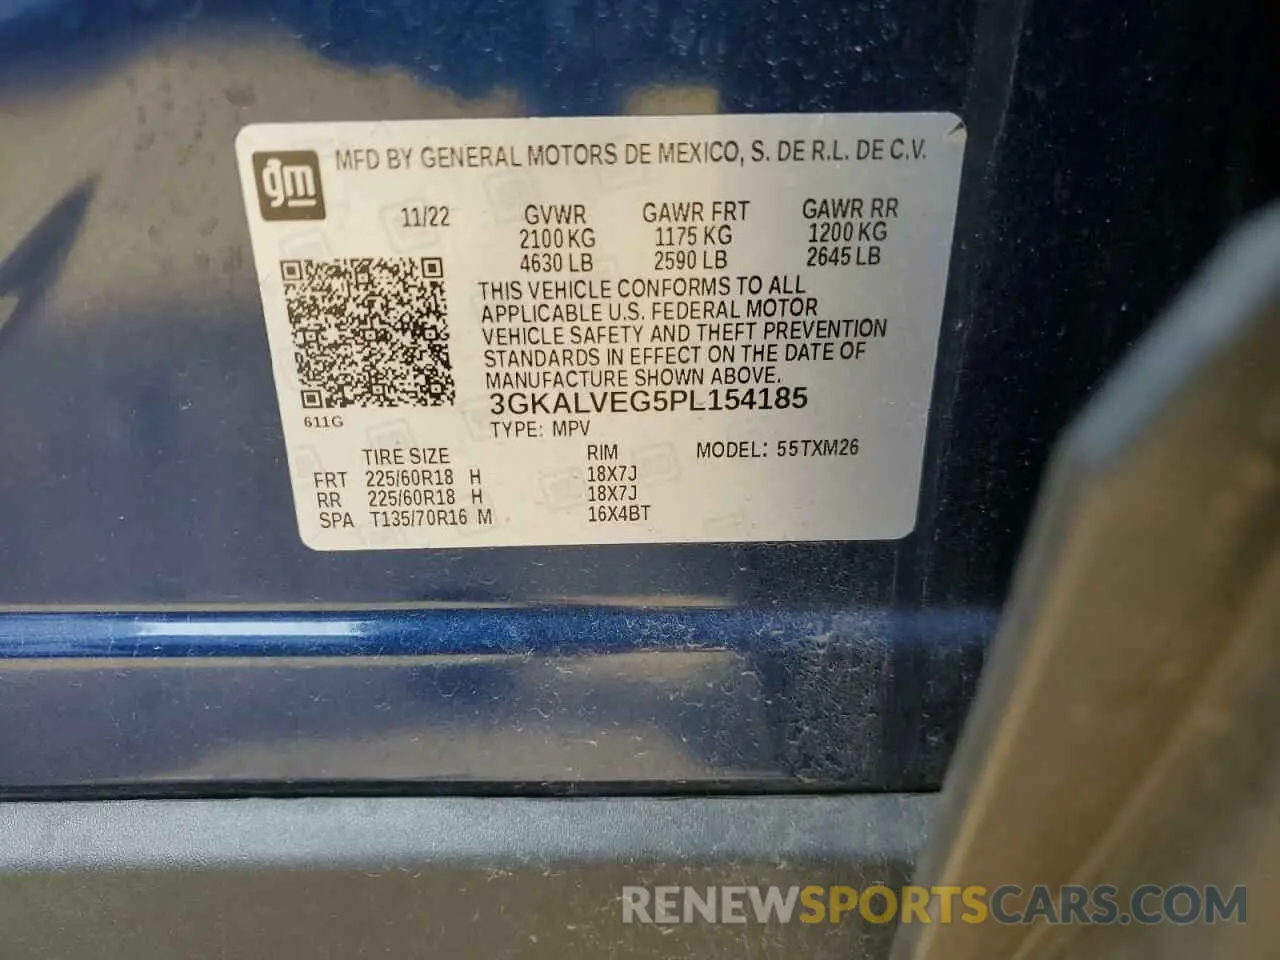 gm
MFD BY GENERAL MOTORS DE MEXICO, S. DE R.L. DE C.V.
11/22 GVWR GAWR FRT GAWR RR
2100 KG 1175 KG 1200 KG
4630 LB 2590 LB 2645 LB
THIS VEHICLE CONFORMS TO ALL
APPLICABLE U.S. FEDERAL MOTOR
VEHICLE SAFETY AND THEFT PREVENTION
STANDARDS IN EFFECT ON THE DATE OF
MANUFACTURE SHOWN ABOVE.
3GKALVEG5PL154185
611G
TYPE: MPV
TIRE SIZE RIM MODEL: 55TXM26
FRT 225/60R18 H 18X7J
RR 225/60R18 H 18X7J
SPA T135/70R16 M 16X4BT
RENEWSPORTSCARS.COM